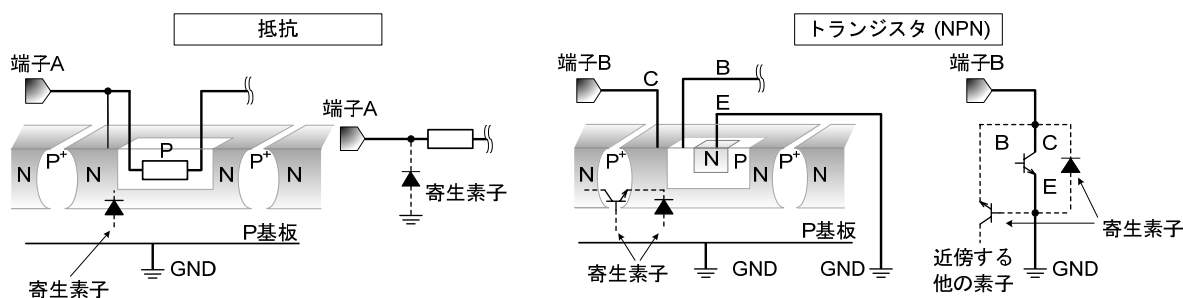 抵抗
端子A
N
P+
N
P
N
P+
N
P基板
GND
寄生素子
端子A
寄生素子
トランジスタ (NPN)
端子B
C
B
E
N
P+
N
N
P
N
P+
N
P基板
寄生素子
GND
GND
端子B
B
C
E
寄生素子
近傍する
他の素子
GND